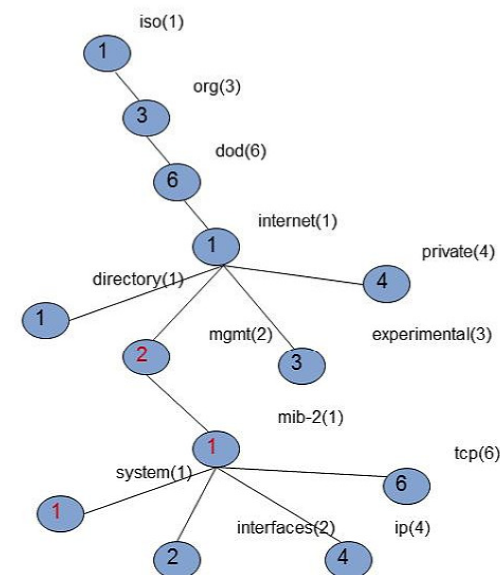 iso(1)
1
org(3)
3
dod(6)
6
internet(1)
1
private(4)
directory(1)
4
1
mgmt(2)
experimental(3)
2
3
mib-2(1)
1
tcp(6)
system(1)
6
1
interfaces(2)
ip(4)
2
4